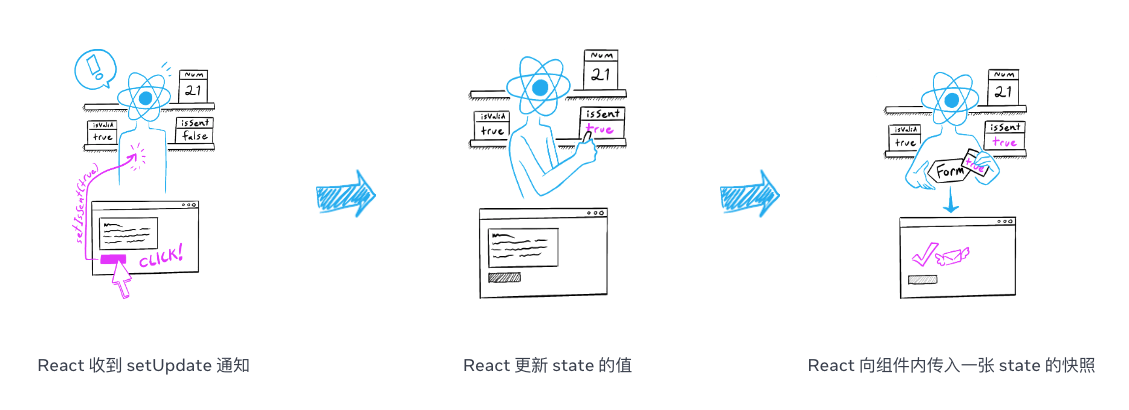 !
Num
21
isValid
true
isSent
false
setIsSent(true)
CLICK!
React 收到 setUpdate 通知
Num
21
isValid
true
isSent
true
React 更新 state 的值
Num
21
isValid
true
isSent
true
Form
true
React 向组件内传入一张 state 的快照